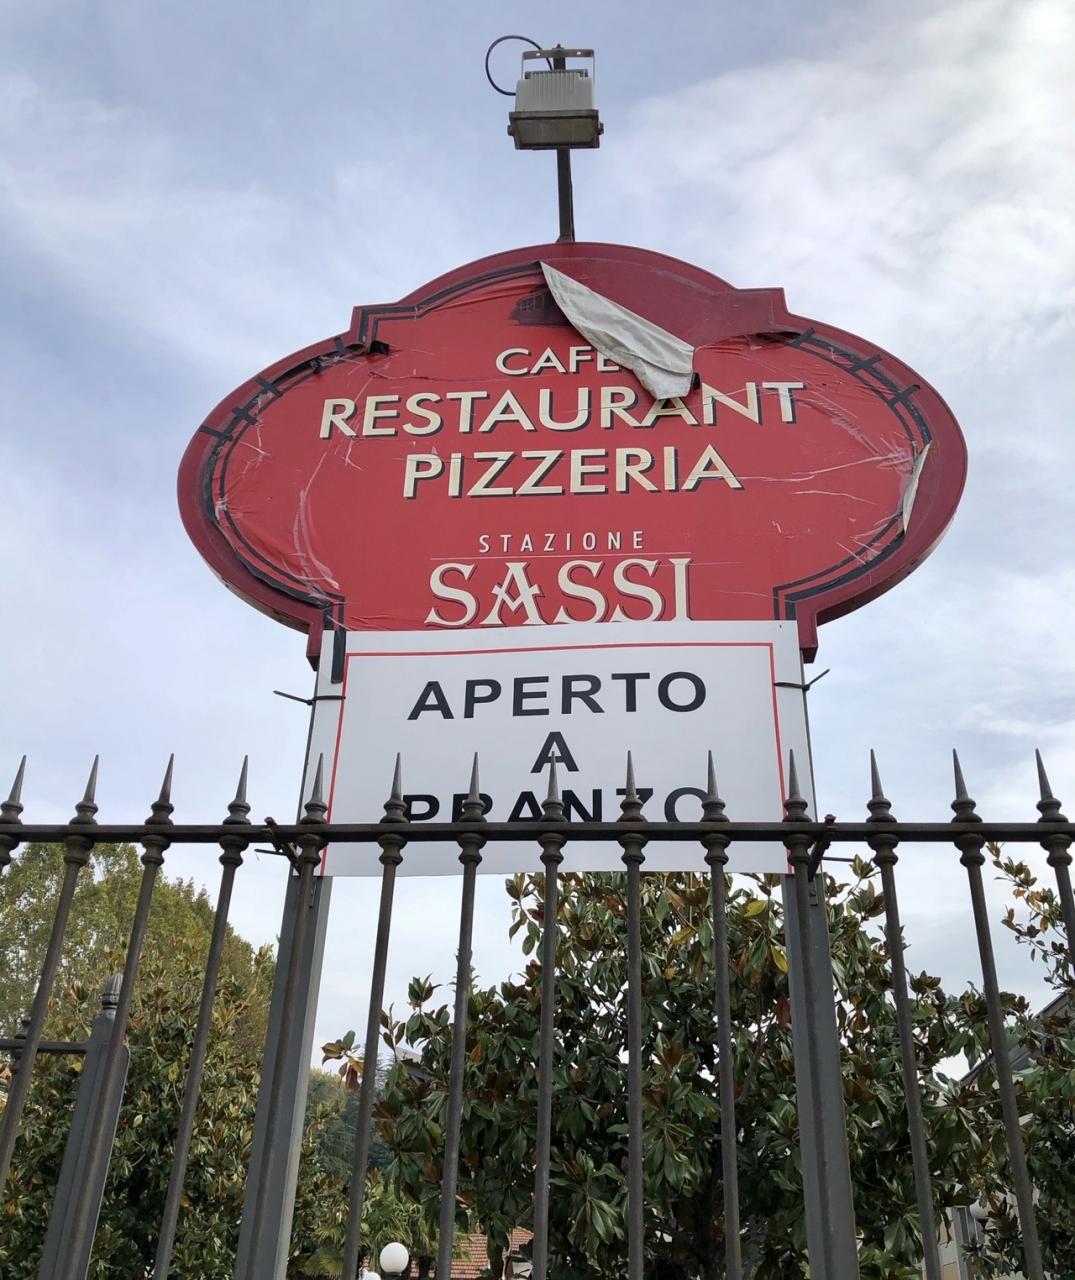 CAFE
RESTAURANT
PIZZERIA
STAZIONE
SASSI
APERTO
A
PRANZO